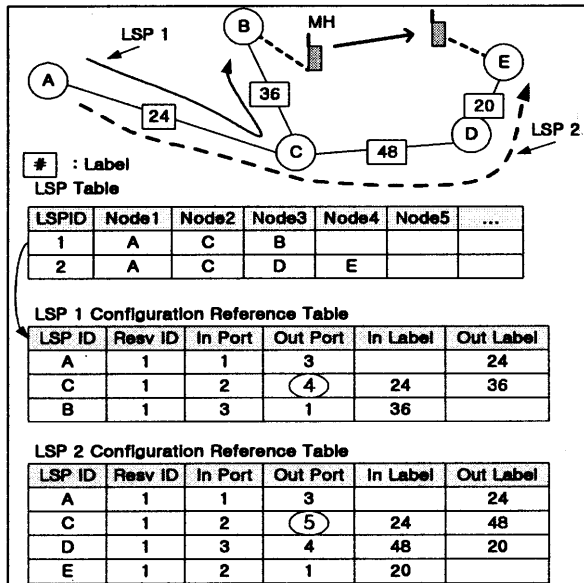 LSP 1
B
MH
E
A
36
20
24
D
LSP 2
C
48
# : Label
LSP Table
LSPID Node1 Node2 Node3 Node4 Node5 ...
1 A C B
2 A C D E
LSP 1 Configuration Reference Table
LSP ID Resv ID In Port Out Port In Label Out Label
A 1 1 3 24
C 1 2 4 24 36
B 1 3 1 36
LSP 2 Configuration Reference Table
LSP ID Resv ID In Port Out Port In Label Out Label
A 1 1 3 24
C 1 2 5 24 48
D 1 3 4 48 20
E 1 2 1 20